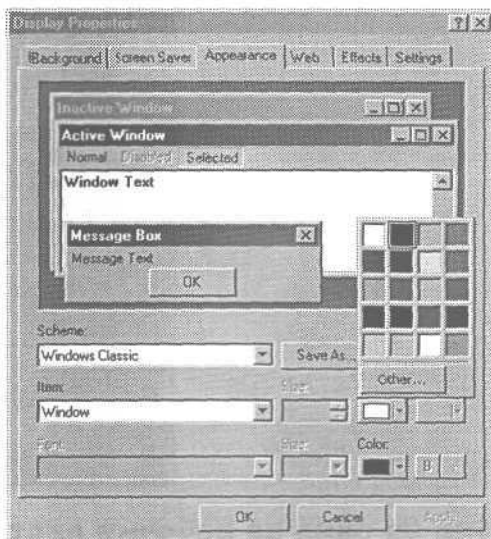 Display Properties
? X
Background Screen Saver Appearance Web Effects Settings
Inactive Window
Active Window
Normal Disabled Selected
Window Text
Message Box
Message Text
OK
Scheme:
Windows Classic
Save As...
Item:
Size:
Window
Other...
Font:
Size:
Color:
B
OK Cancel Apply